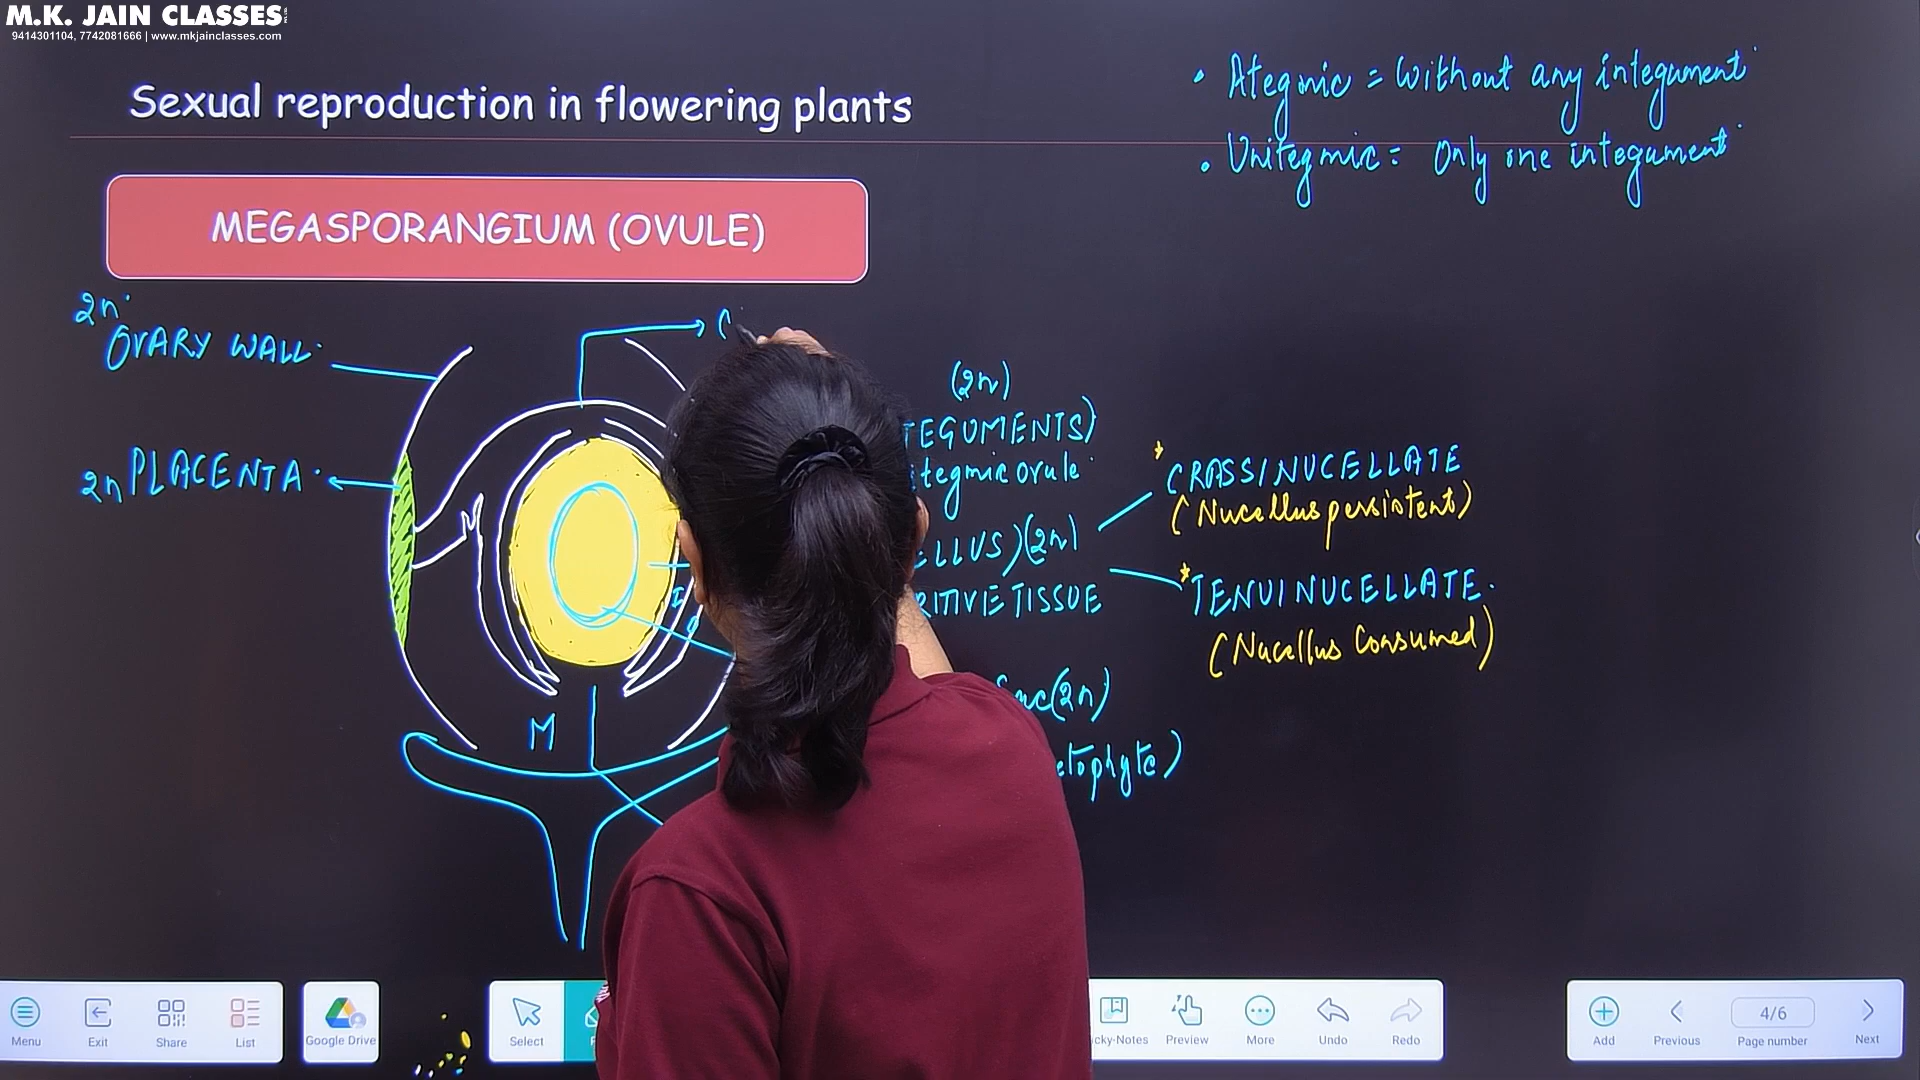 M.K. JAIN CLASSES
9414301104, 7742081666 | www.mkjainclasses.com
Sexual reproduction in flowering plants
• Ategmic = Without any integument
• Unitegmic = Only one integument
MEGASPORANGIUM (OVULE)
2n
OVARY WALL
2n PLACENTA
(
(2n)
TEGUMENTS)
itegmic ovule
ELLUS) (2n)
RITIVE TISSUE
CRASSINUCELLATE
(Nucellus persistent)
TENUINUCELLATE.
(Nucellus Consumed)
(2n)
etophyte)
M
Menu
Exit
Share
List
Google Drive
Select
cky-Notes
Preview
More
Undo
Redo
Add
Previous
4/6
Page number
Next